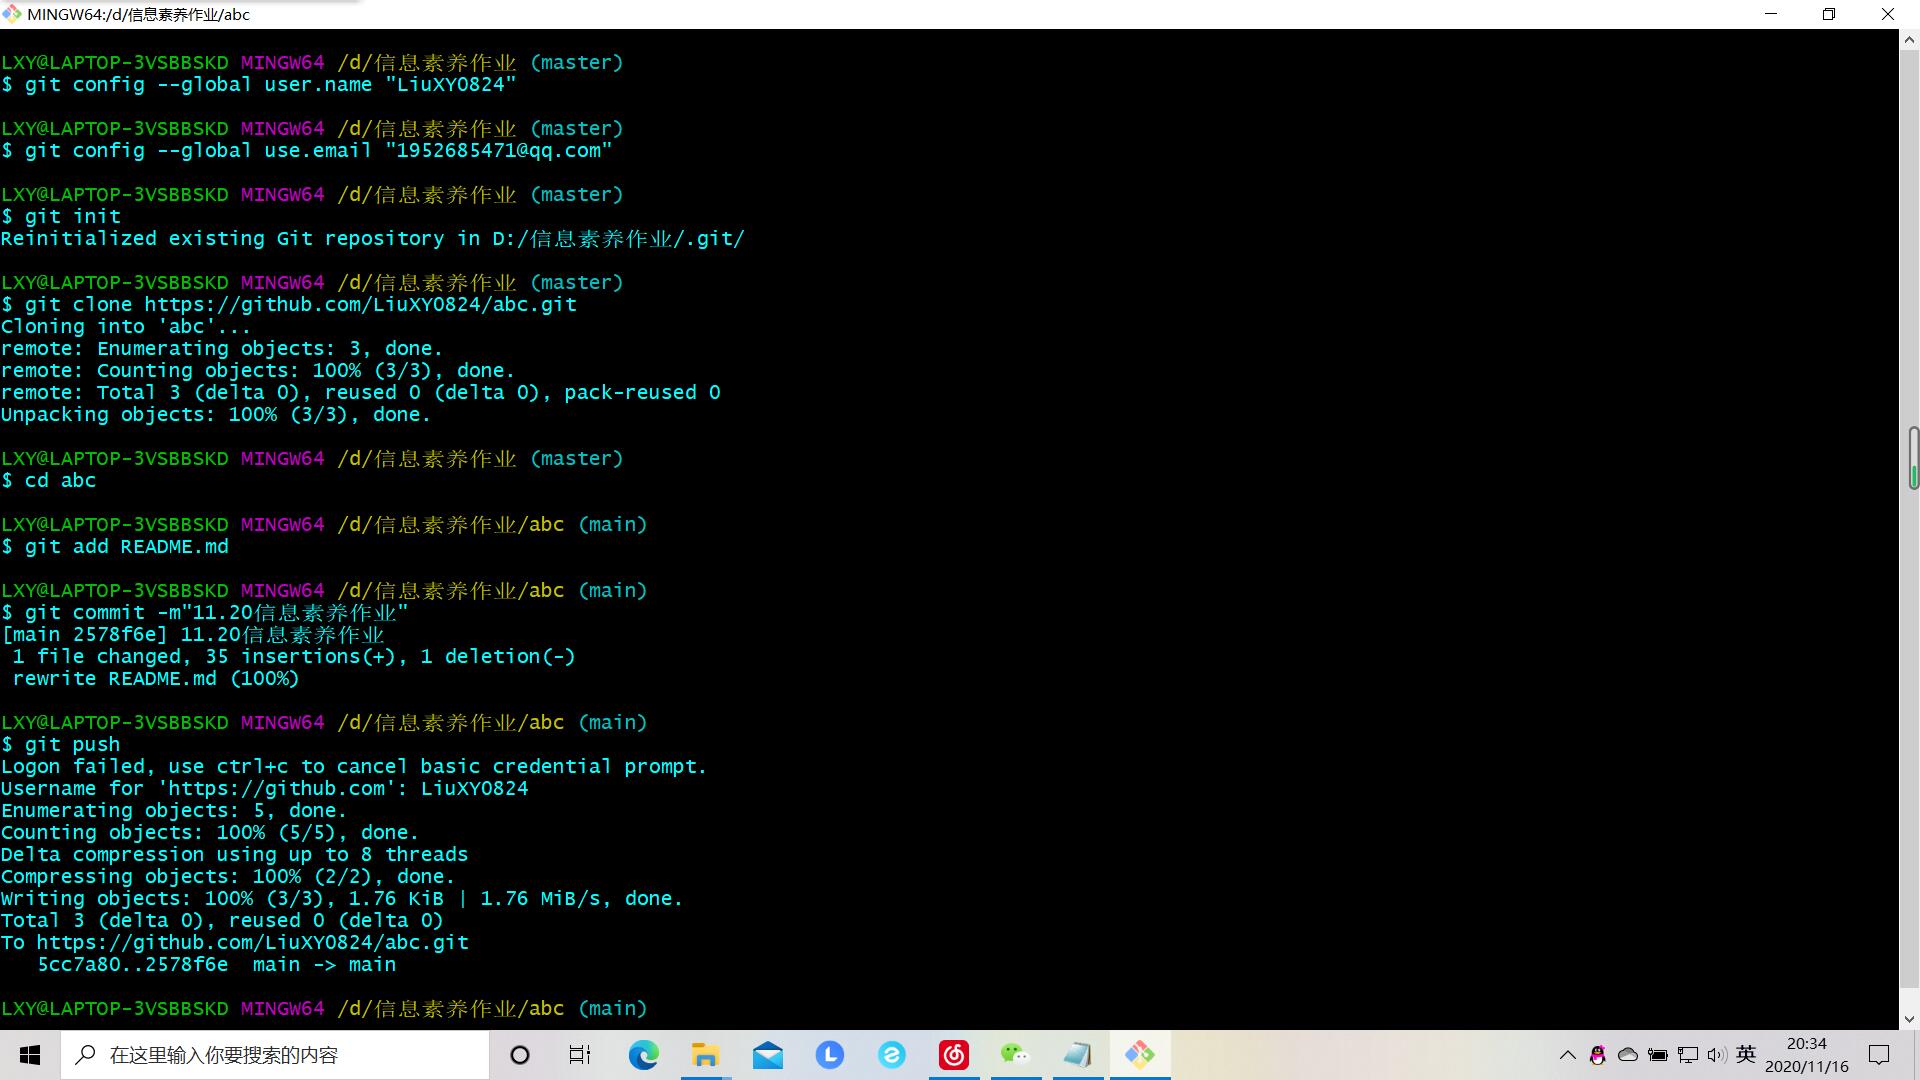 MINGW64:/d/信息素养作业/abc
LXY@LAPTOP-3VSBBSKD MINGW64 /d/信息素养作业 (master)
$ git config --global user.name "LiuXY0824"
LXY@LAPTOP-3VSBBSKD MINGW64 /d/信息素养作业 (master)
$ git config --global use.email "1952685471@qq.com"
LXY@LAPTOP-3VSBBSKD MINGW64 /d/信息素养作业 (master)
$ git init
Reinitialized existing Git repository in D:/信息素养作业/.git/
LXY@LAPTOP-3VSBBSKD MINGW64 /d/信息素养作业 (master)
$ git clone https://github.com/LiuXY0824/abc.git
Cloning into 'abc'...
remote: Enumerating objects: 3, done.
remote: Counting objects: 100% (3/3), done.
remote: Total 3 (delta 0), reused 0 (delta 0), pack-reused 0
Unpacking objects: 100% (3/3), done.
LXY@LAPTOP-3VSBBSKD MINGW64 /d/信息素养作业 (master)
$ cd abc
LXY@LAPTOP-3VSBBSKD MINGW64 /d/信息素养作业/abc (main)
$ git add README.md
LXY@LAPTOP-3VSBBSKD MINGW64 /d/信息素养作业/abc (main)
$ git commit -m"11.20信息素养作业"
[main 2578f6e] 11.20信息素养作业
1 file changed, 35 insertions(+), 1 deletion(-)
rewrite README.md (100%)
LXY@LAPTOP-3VSBBSKD MINGW64 /d/信息素养作业/abc (main)
$ git push
Logon failed, use ctrl+c to cancel basic credential prompt.
Username for 'https://github.com': LiuXY0824
Enumerating objects: 5, done.
Counting objects: 100% (5/5), done.
Delta compression using up to 8 threads
Compressing objects: 100% (2/2), done.
Writing objects: 100% (3/3), 1.76 KiB | 1.76 MiB/s, done.
Total 3 (delta 0), reused 0 (delta 0)
To https://github.com/LiuXY0824/abc.git
5cc7a80..2578f6e  main -> main
LXY@LAPTOP-3VSBBSKD MINGW64 /d/信息素养作业/abc (main)
在这里输入你要搜索的内容
英
20:34
2020/11/16